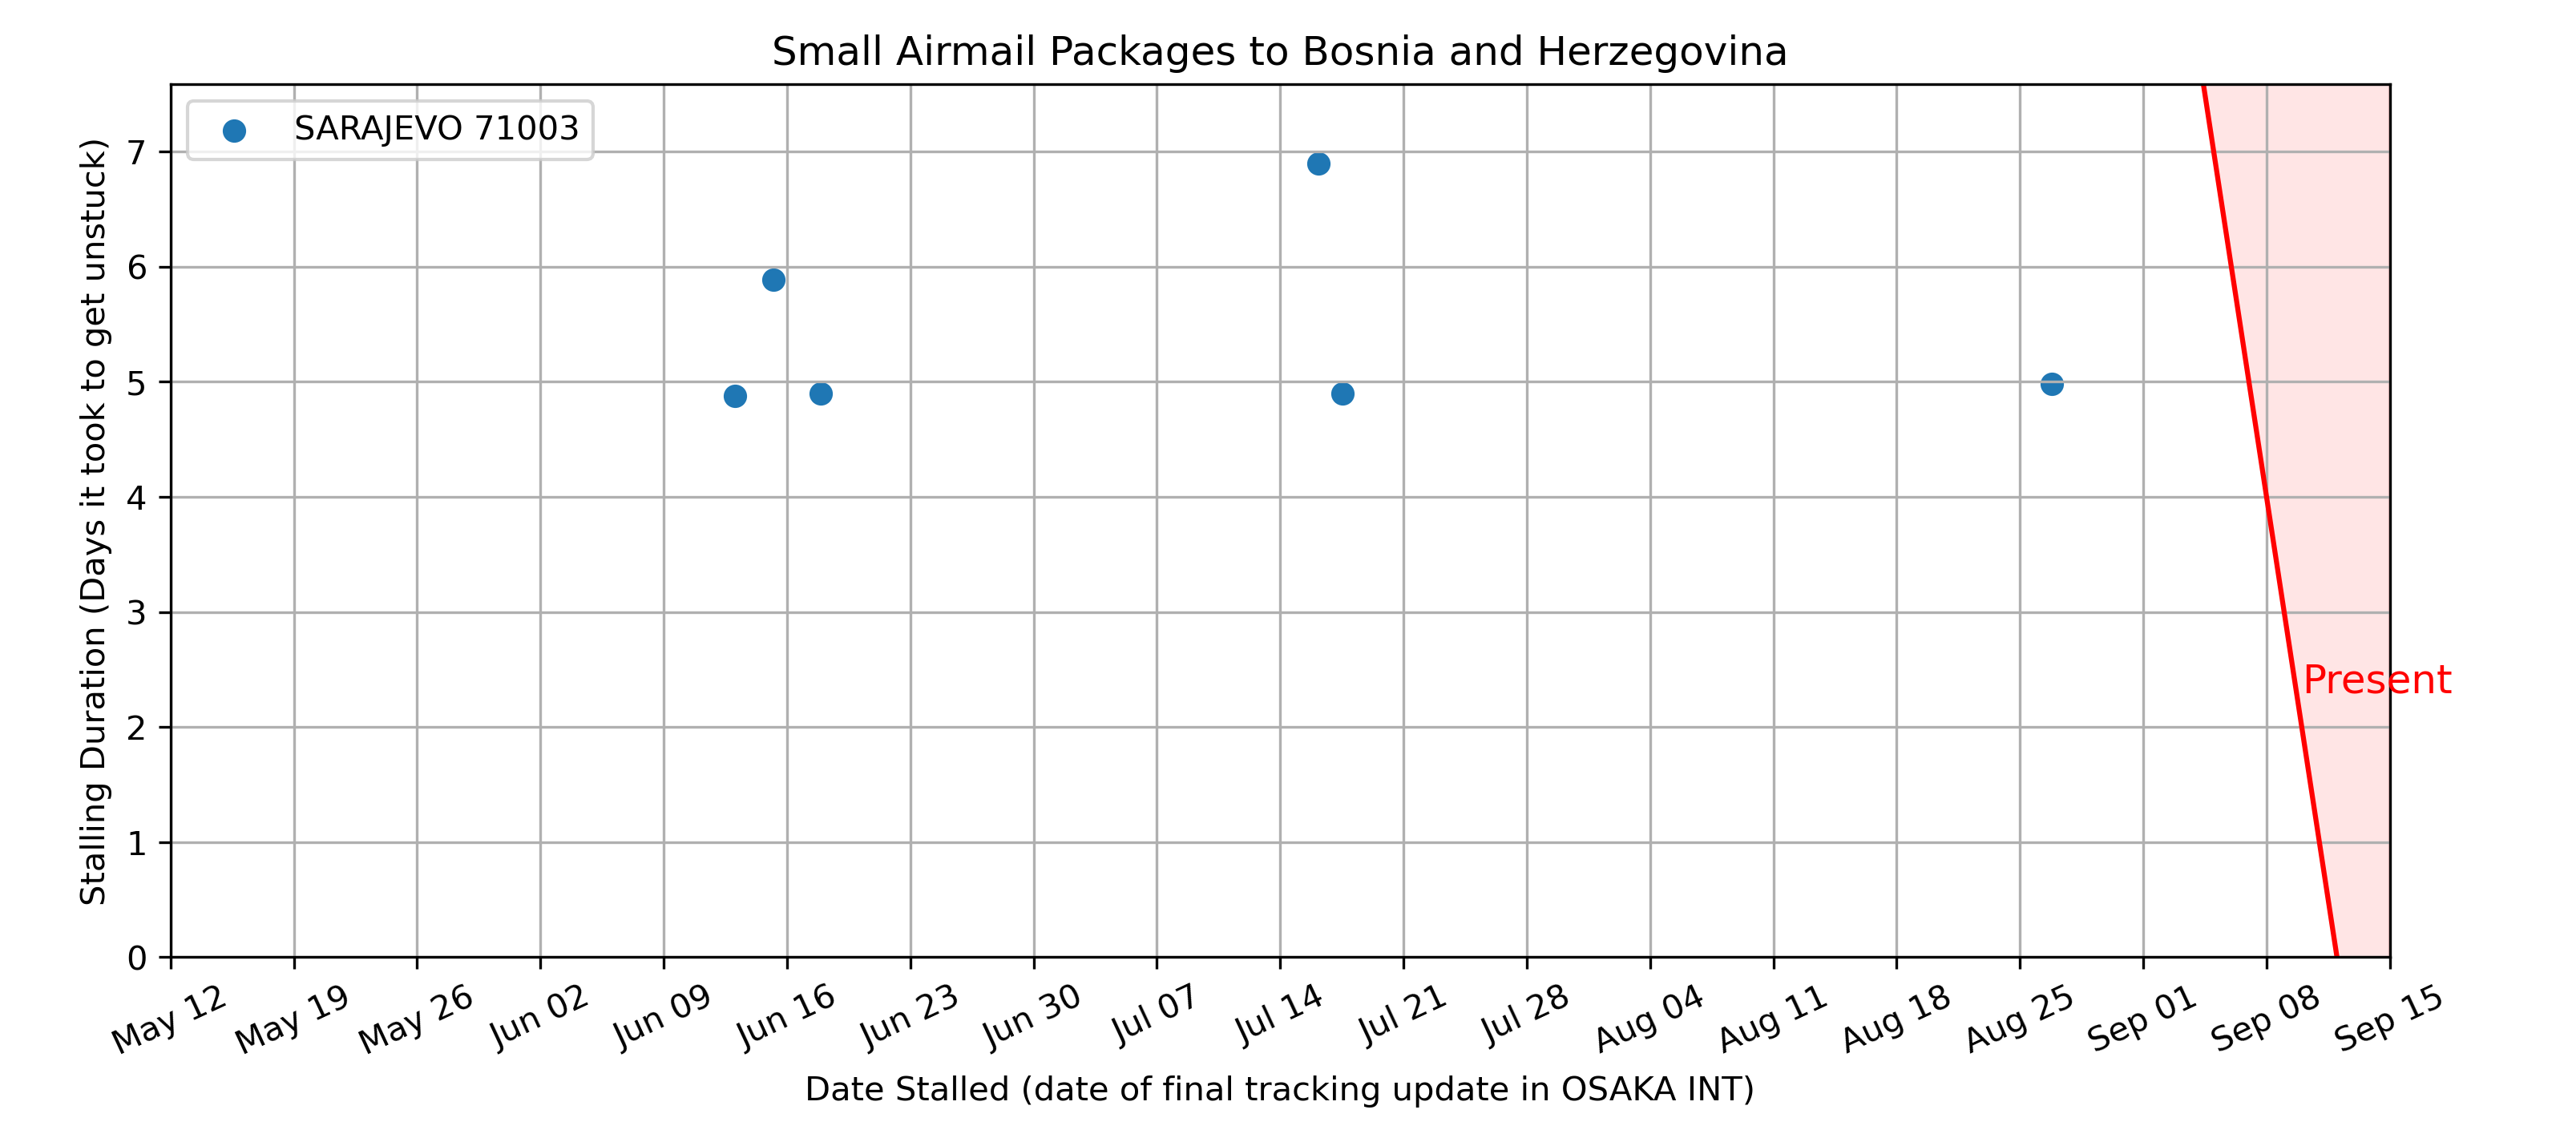 Small Airmail Packages to Bosnia and Herzegovina
SARAJEVO 71003
Stalling Duration (Days it took to get unstuck)
7
6
5
4
3
2
1
0
Present
May 12
May 19
May 26
Jun 02
Jun 09
Jun 16
Jun 23
Jun 30
Jul 07
Jul 14
Jul 21
Jul 28
Aug 04
Aug 11
Aug 18
Aug 25
Sep 01
Sep 08
Sep 15
Date Stalled (date of final tracking update in OSAKA INT)